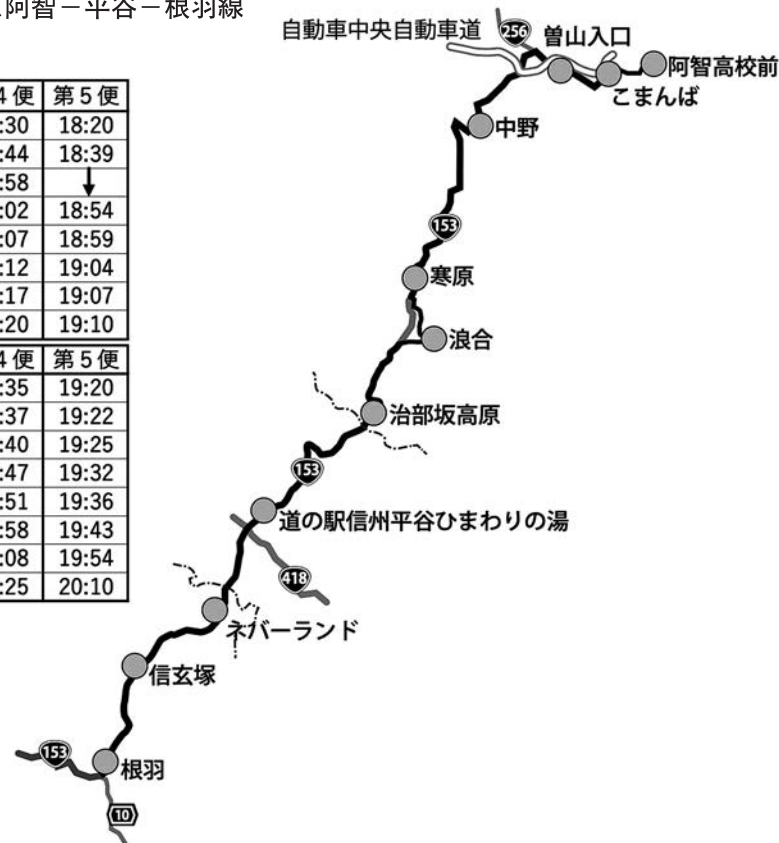 阿智－平谷－根羽線
4便 第５便
:30 18:20
:44 18:39
:58 ↓
:02 18:54
:07 18:59
:12 19:04
:17 19:07
:20 19:10
4便 第５便
:35 19:20
:37 19:22
:40 19:25
:47 19:32
:51 19:36
:58 19:43
:08 19:54
:25 20:10
自動車中央自動車道
256
曽山入口
阿智高校前
こまんば
中野
153
寒原
浪合
治部坂高原
153
道の駅信州平谷ひまわりの湯
418
ネバーランド
信玄塚
153
根羽
10